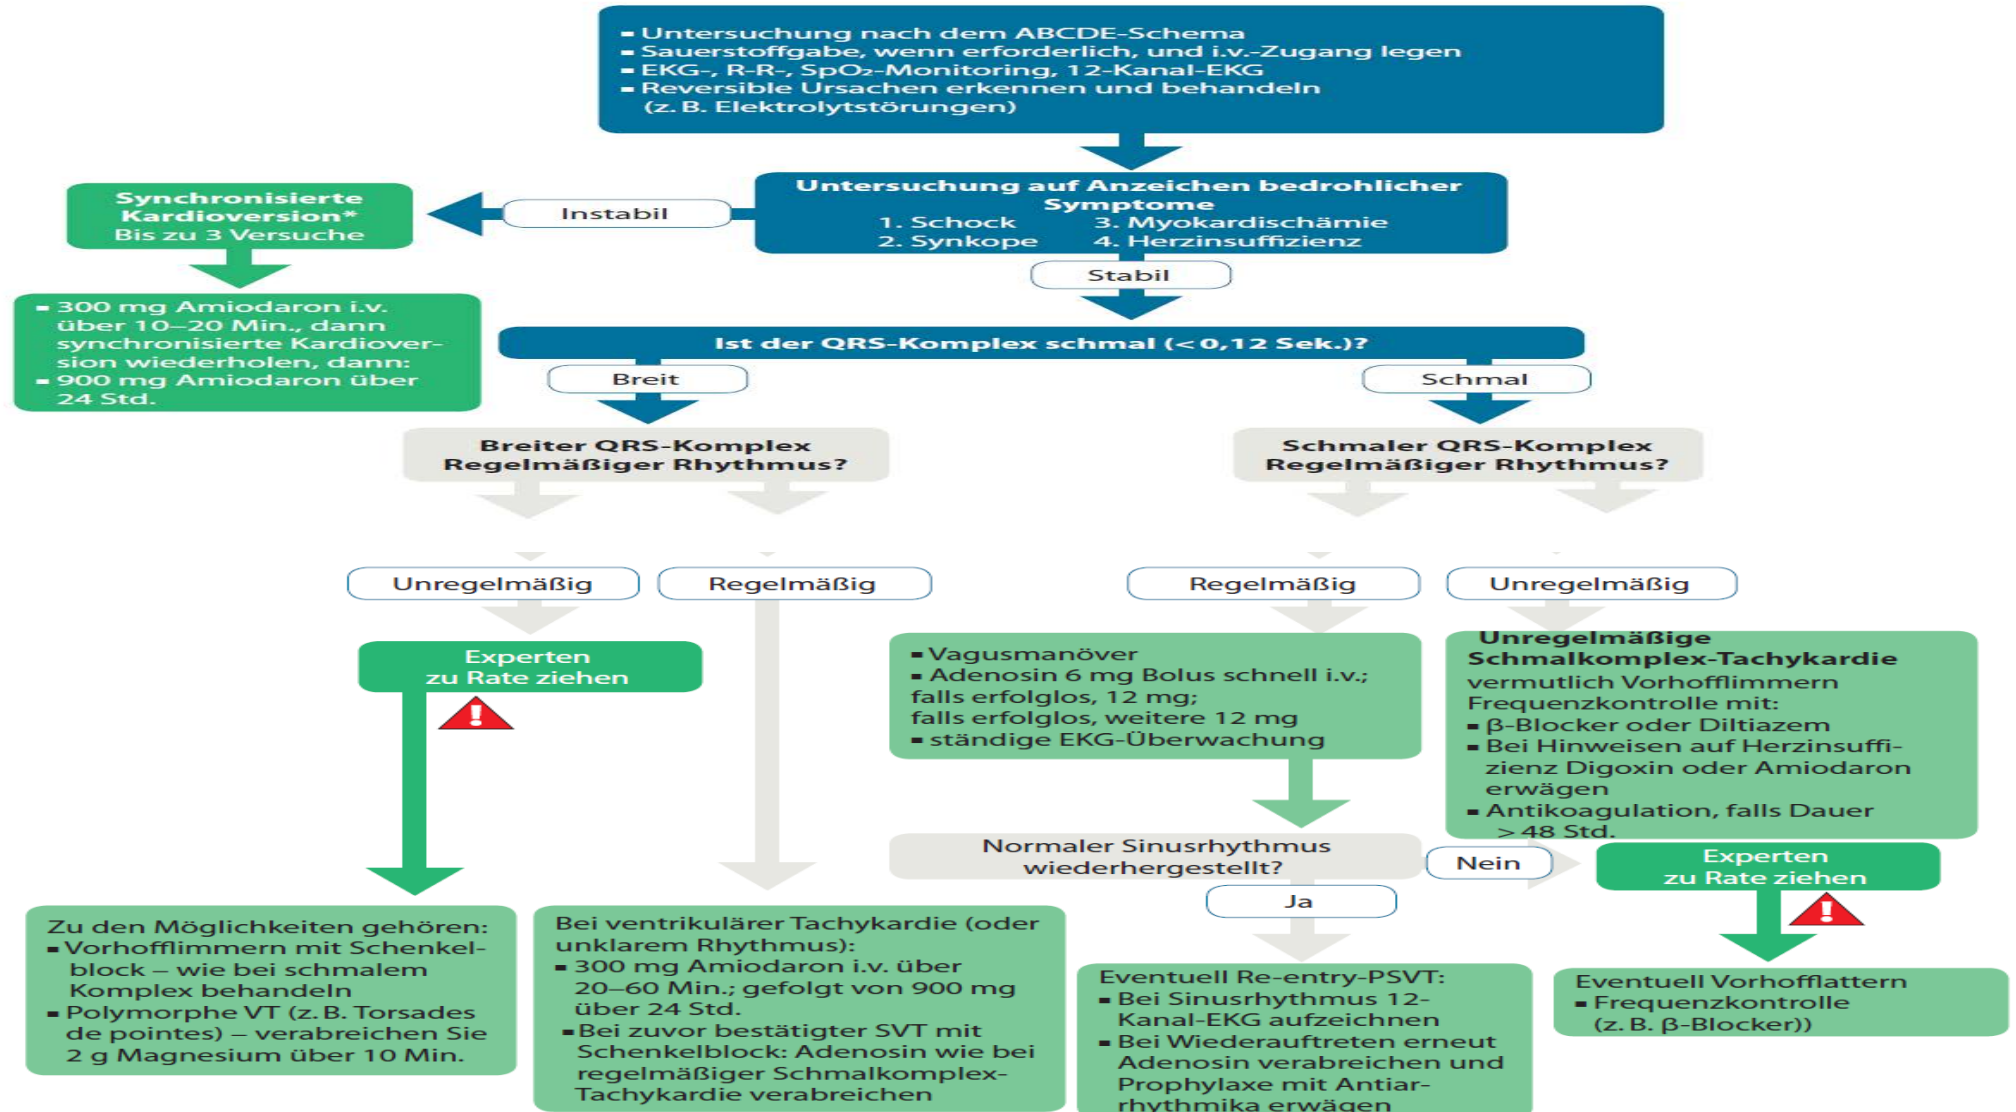 ▪ Untersuchung nach dem ABCDE-Schema
▪ Sauerstoffgabe, wenn erforderlich, und i.v.-Zugang legen
▪ EKG-, R-R-, SpO₂-Monitoring, 12-Kanal-EKG
▪ Reversible Ursachen erkennen und behandeln
(z. B. Elektrolytstörungen)
Untersuchung auf Anzeichen bedrohlicher
Symptome
1. Schock 3. Myokardischämie
2. Synkope 4. Herzinsuffizienz
Instabil
Synchronisierte
Kardioversion*
Bis zu 3 Versuche
▪ 300 mg Amiodaron i.v.
über 10–20 Min., dann
synchronisierte Kardiover-
sion wiederholen, dann:
▪ 900 mg Amiodaron über
24 Std.
Stabil
Ist der QRS-Komplex schmal (< 0,12 Sek.)?
Breit
Schmal
Breiter QRS-Komplex
Regelmäßiger Rhythmus?
Schmaler QRS-Komplex
Regelmäßiger Rhythmus?
Unregelmäßig
Regelmäßig
Regelmäßig
Unregelmäßig
Experten
zu Rate ziehen
!
▪ Vagusmanöver
▪ Adenosin 6 mg Bolus schnell i.v.;
falls erfolglos, 12 mg;
falls erfolglos, weitere 12 mg
▪ ständige EKG-Überwachung
Unregelmäßige
Schmalkomplex-Tachykardie
vermutlich Vorhofflimmern
Frequenzkontrolle mit:
▪ β-Blocker oder Diltiazem
▪ Bei Hinweisen auf Herzinsuffi-
zienz Digoxin oder Amiodaron
erwägen
▪ Antikoagulation, falls Dauer
> 48 Std.
Normaler Sinusrhythmus
wiederhergestellt?
Nein
Experten
zu Rate ziehen
!
Ja
Zu den Möglichkeiten gehören:
▪ Vorhofflimmern mit Schenkel-
block – wie bei schmalem
Komplex behandeln
▪ Polymorphe VT (z. B. Torsades
de pointes) – verabreichen Sie
2 g Magnesium über 10 Min.
Bei ventrikulärer Tachykardie (oder
unklarem Rhythmus):
▪ 300 mg Amiodaron i.v. über
20–60 Min.; gefolgt von 900 mg
über 24 Std.
▪ Bei zuvor bestätigter SVT mit
Schenkelblock: Adenosin wie bei
regelmäßiger Schmalkomplex-
Tachykardie verabreichen
Eventuell Re-entry-PSVT:
▪ Bei Sinusrhythmus 12-
Kanal-EKG aufzeichnen
▪ Bei Wiederauftreten erneut
Adenosin verabreichen und
Prophylaxe mit Antiar-
rhythmika erwägen
Eventuell Vorhofflattern
▪ Frequenzkontrolle
(z. B. β-Blocker))